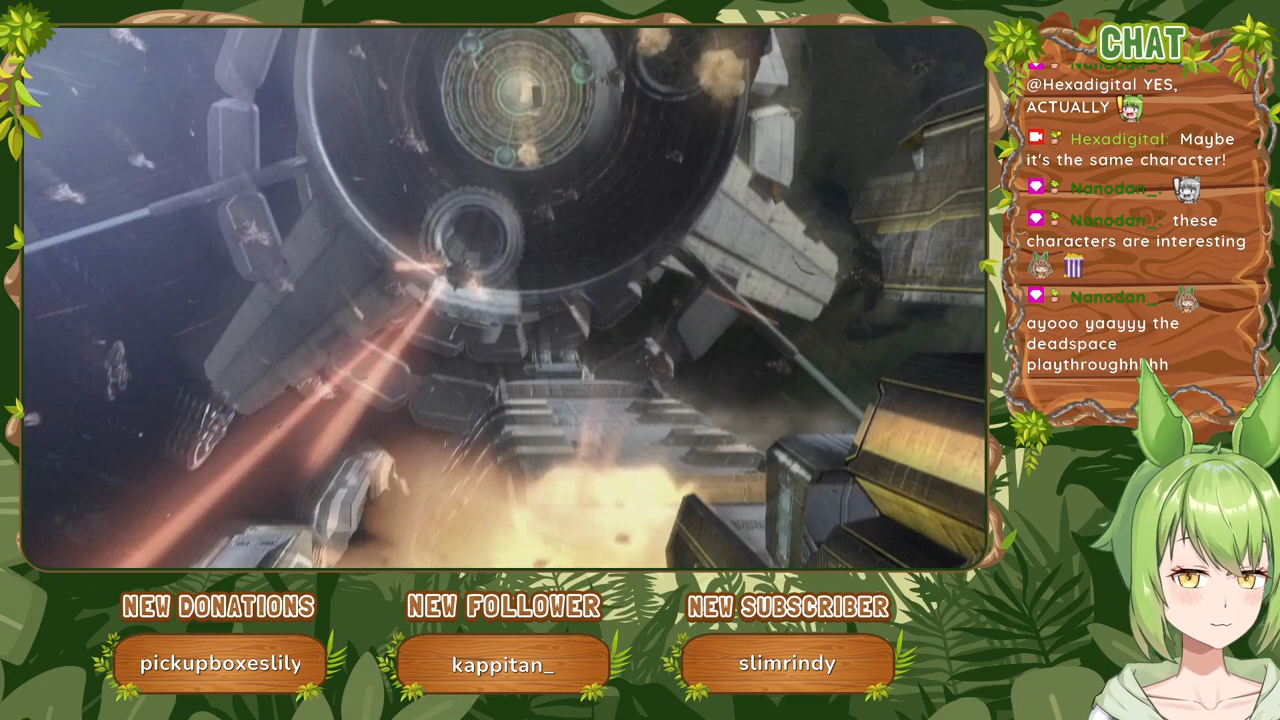 CHAT
@Hexadigital YES,
ACTUALLY
Hexadigital: Maybe
it's the same character!
Nanodan_:
Nanodan_: these
characters are interesting
Nanodan_:
ayooo yaayyy the
deadspace
playthroughhhhh
NEW DONATIONS
NEW FOLLOWER
NEW SUBSCRIBER
pickupboxeslily
kappitan_
slimrindy